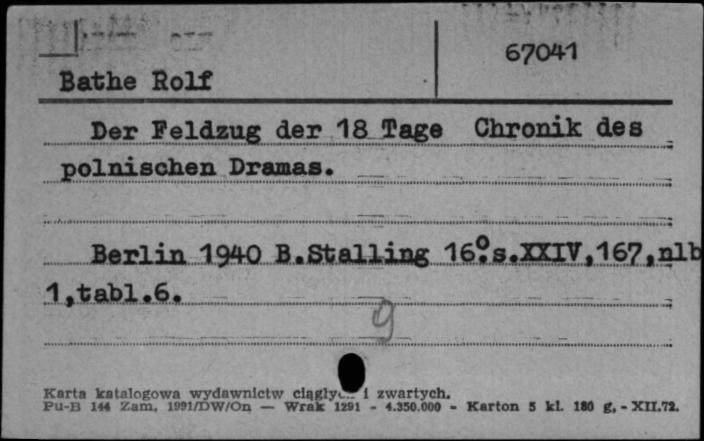 67041
Bathe Rolf
Der Feldzug der 18 Tage Chronik des
polnischen Dramas.
Berlin 1940 B.Stalling 16°.s.XXIV,167,nlb
1,tabl.6.
9
Karta katalogowa wydawnictw i zwartych.
Pu-B 144 Zam. 1991/DW/On — Wrak 1291 - 4.350.000 - Karton 5 kl. 180 g. - XII.72.